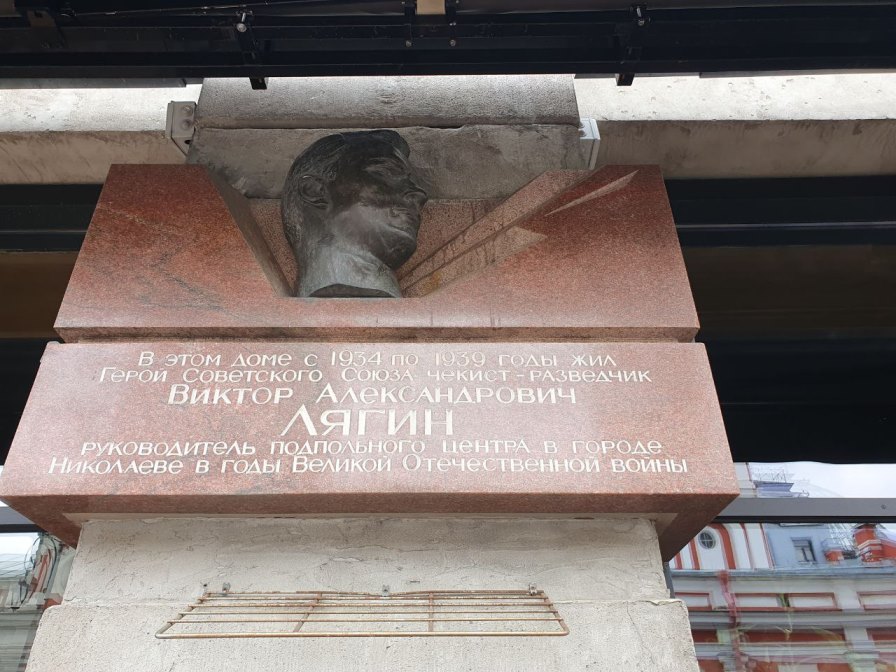 В этом доме с 1934 по 1939 годы жил
Герой Советского Союза чекист-разведчик
Виктор Александрович
Лягин
руководитель подпольного центра в городе
Николаеве в годы Великой Отечественной войны